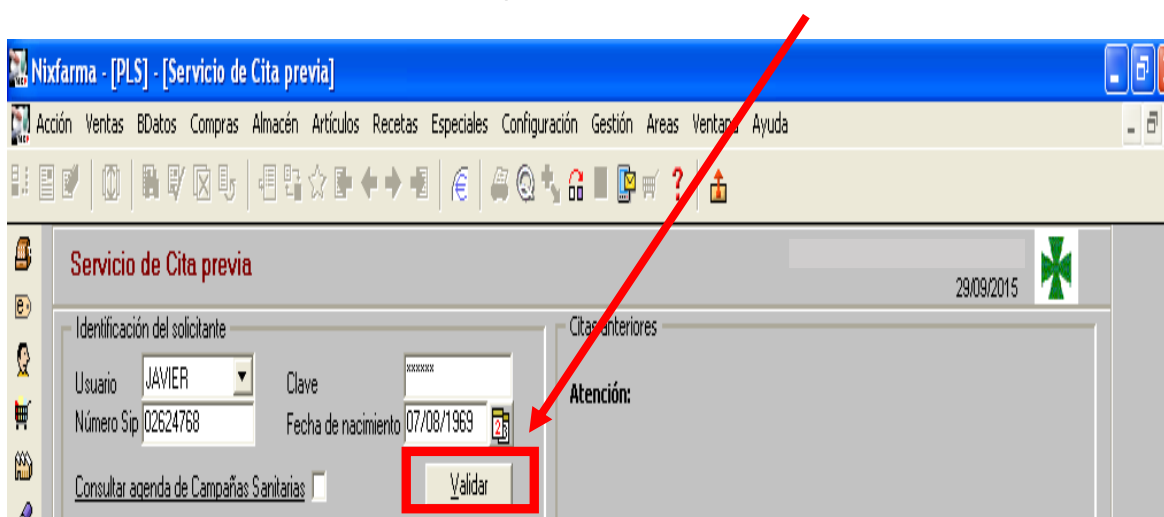 Nixfarma - [PLS] - [Servicio de Cita previa]
Acción Ventas BDatos Compras Almacén Artículos Recetas Especiales Configuración Gestión Areas Ventana Ayuda
Servicio de Cita previa
29/09/2015
Identificación del solicitante
Citas anteriores
Usuario JAVIER Clave ******
Atención:
Número Sip 02624768 Fecha de nacimiento 07/08/1969
Consultar agenda de Campañas Sanitarias Validar